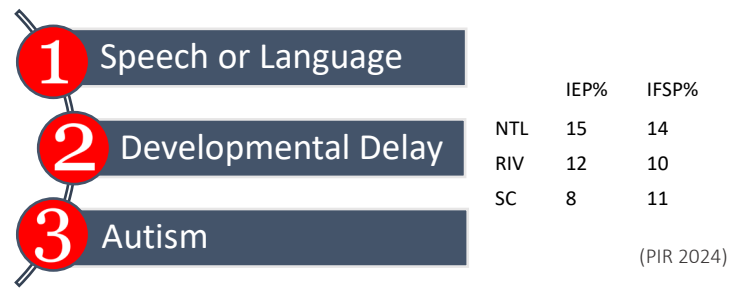 1 Speech or Language
2 Developmental Delay
3 Autism
IEP% IFSP%
NTL 15 14
RIV 12 10
SC 8 11
(PIR 2024)